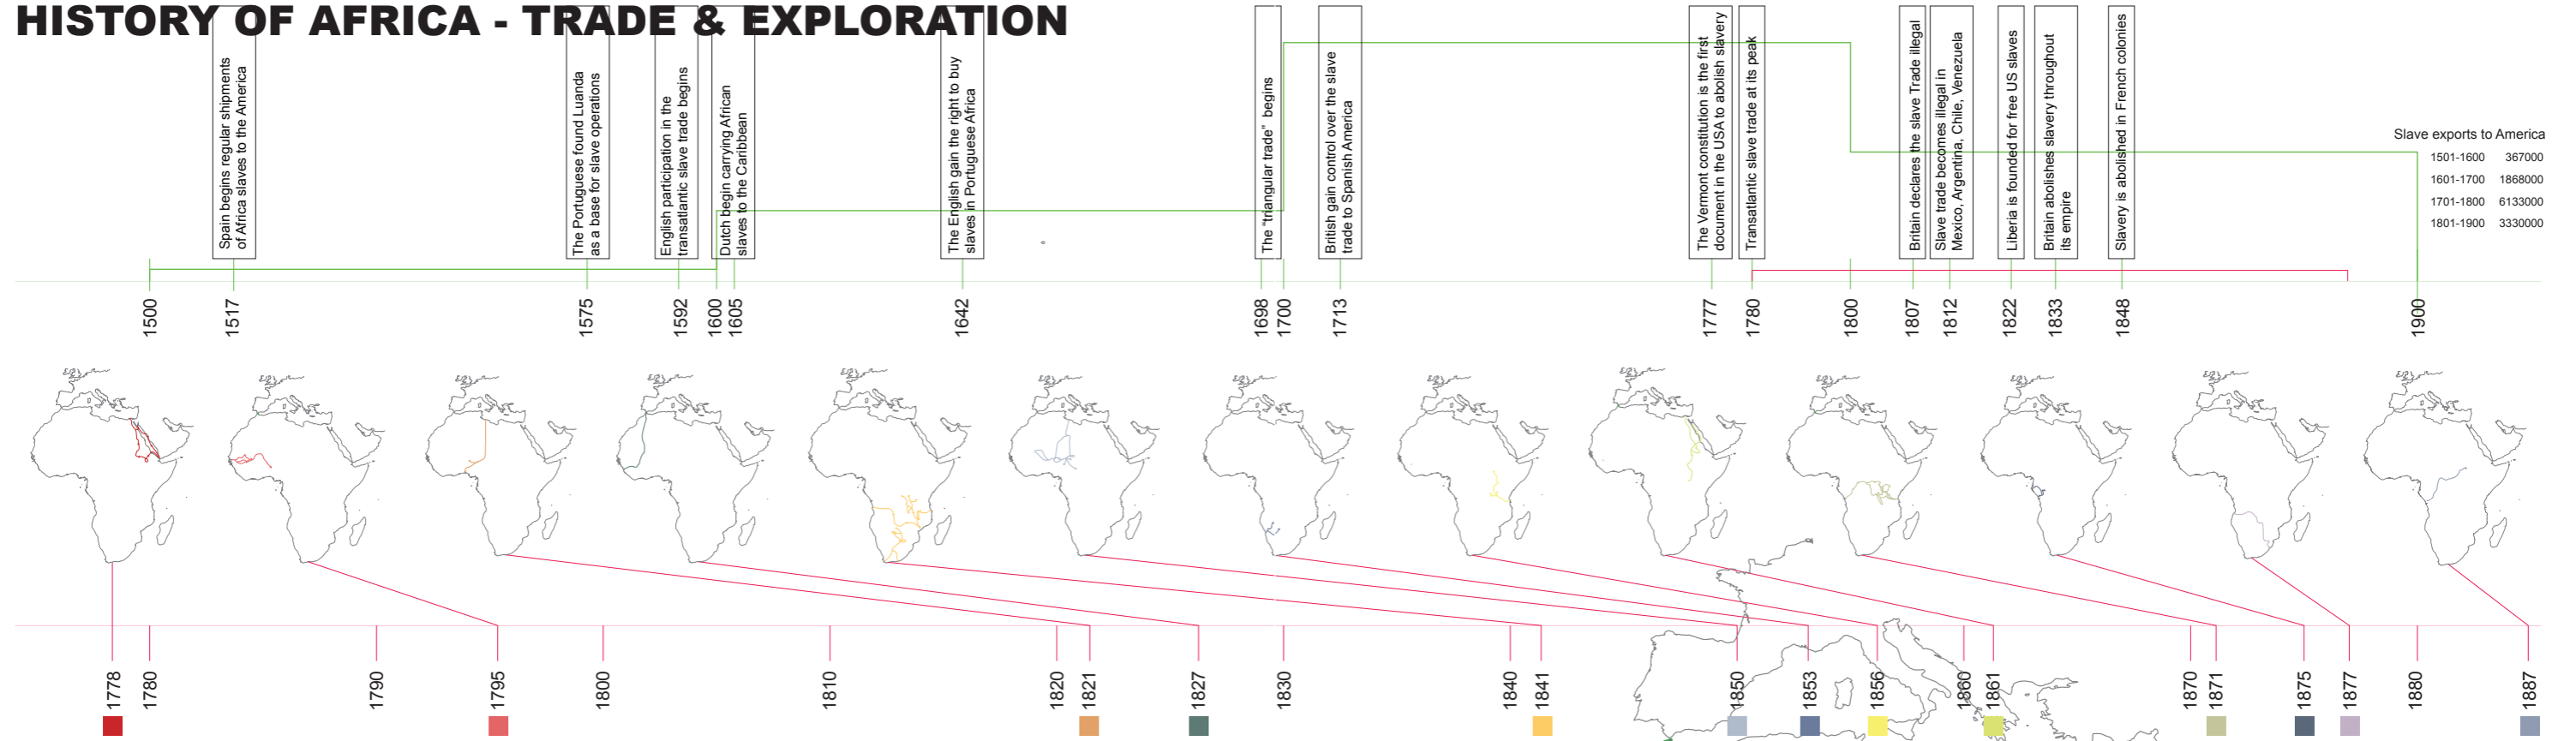 HISTORY OF AFRICA - TRADE & EXPLORATION
Spain begins regular shipments
of Africa slaves to the America
The Portuguese found Luanda
as a base for slave operations
English participation in the
transatlantic slave trade begins
Dutch begin carrying African
slaves to the Caribbean
The English gain the right to buy
slaves in Portuguese Africa
The "triangular trade" begins
British gain control over the slave
trade to Spanish America
The Vermont constitution is the first
document in the USA to abolish slavery
Transatlantic slave trade at its peak
Britain declares the slave Trade illegal
Slave trade becomes illegal in
Mexico, Argentina, Chile, Venezuela
Liberia is founded for free US slaves
Britain abolishes slavery throughout
its empire
Slavery is abolished in French colonies
Slave exports to America
1501-1600 367000
1601-1700 1868000
1701-1800 6133000
1801-1900 3330000
1500
1517
1575
1592
1600
1605
1642
1698
1700
1713
1777
1780
1800
1807
1812
1822
1833
1848
1900
1778
1780
1790
1795
1800
1810
1820
1821
1827
1830
1840
1841
1850
1853
1856
1860
1861
1870
1871
1875
1877
1880
1887